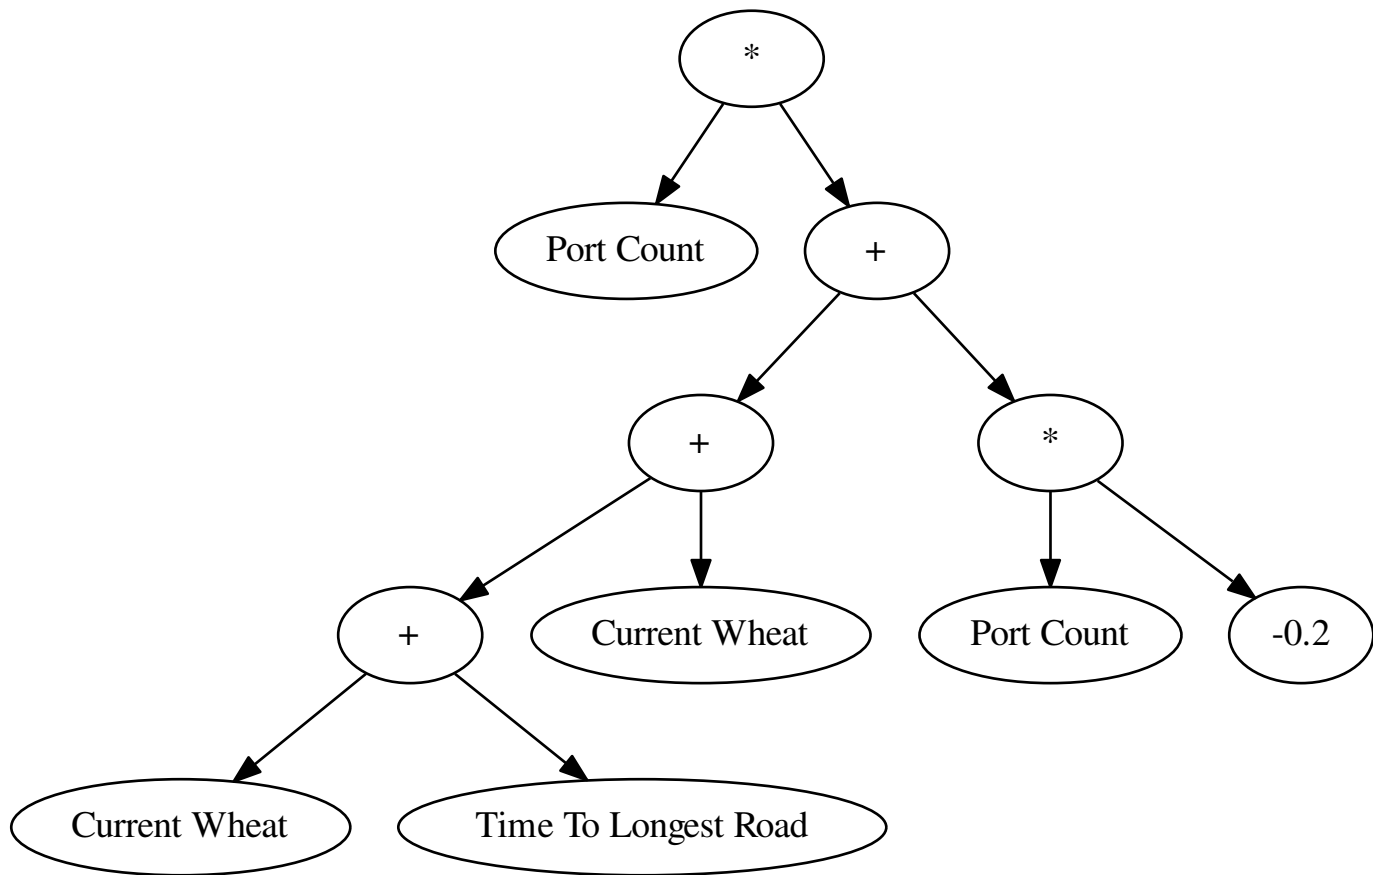 *
Port Count
+
+
*
+
Current Wheat
Port Count
-0.2
Current Wheat
Time To Longest Road